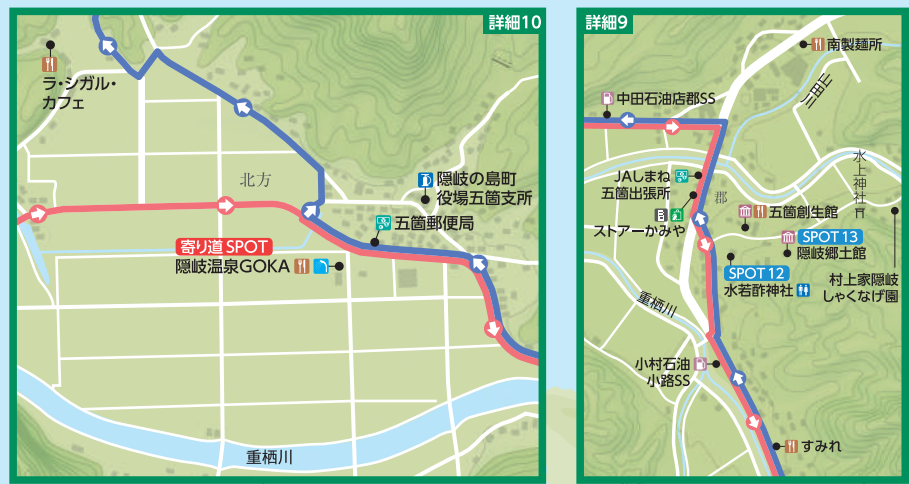 詳細10
ラ・シガル・
カフェ
北方
隠岐の島町
役場五箇支所
五箇郵便局
寄り道 SPOT
隠岐温泉GOKA
重栖川
詳細9
南製麺所
中田石油店郡SS
山田川
水上神社
JAしまね
五箇出張所
郡
ストアーかみや
五箇創生館
SPOT 13
隠岐郷土館
SPOT 12
水若酢神社
村上家隠岐
しゃくなげ園
重栖川
小村石油
小路SS
すみれ